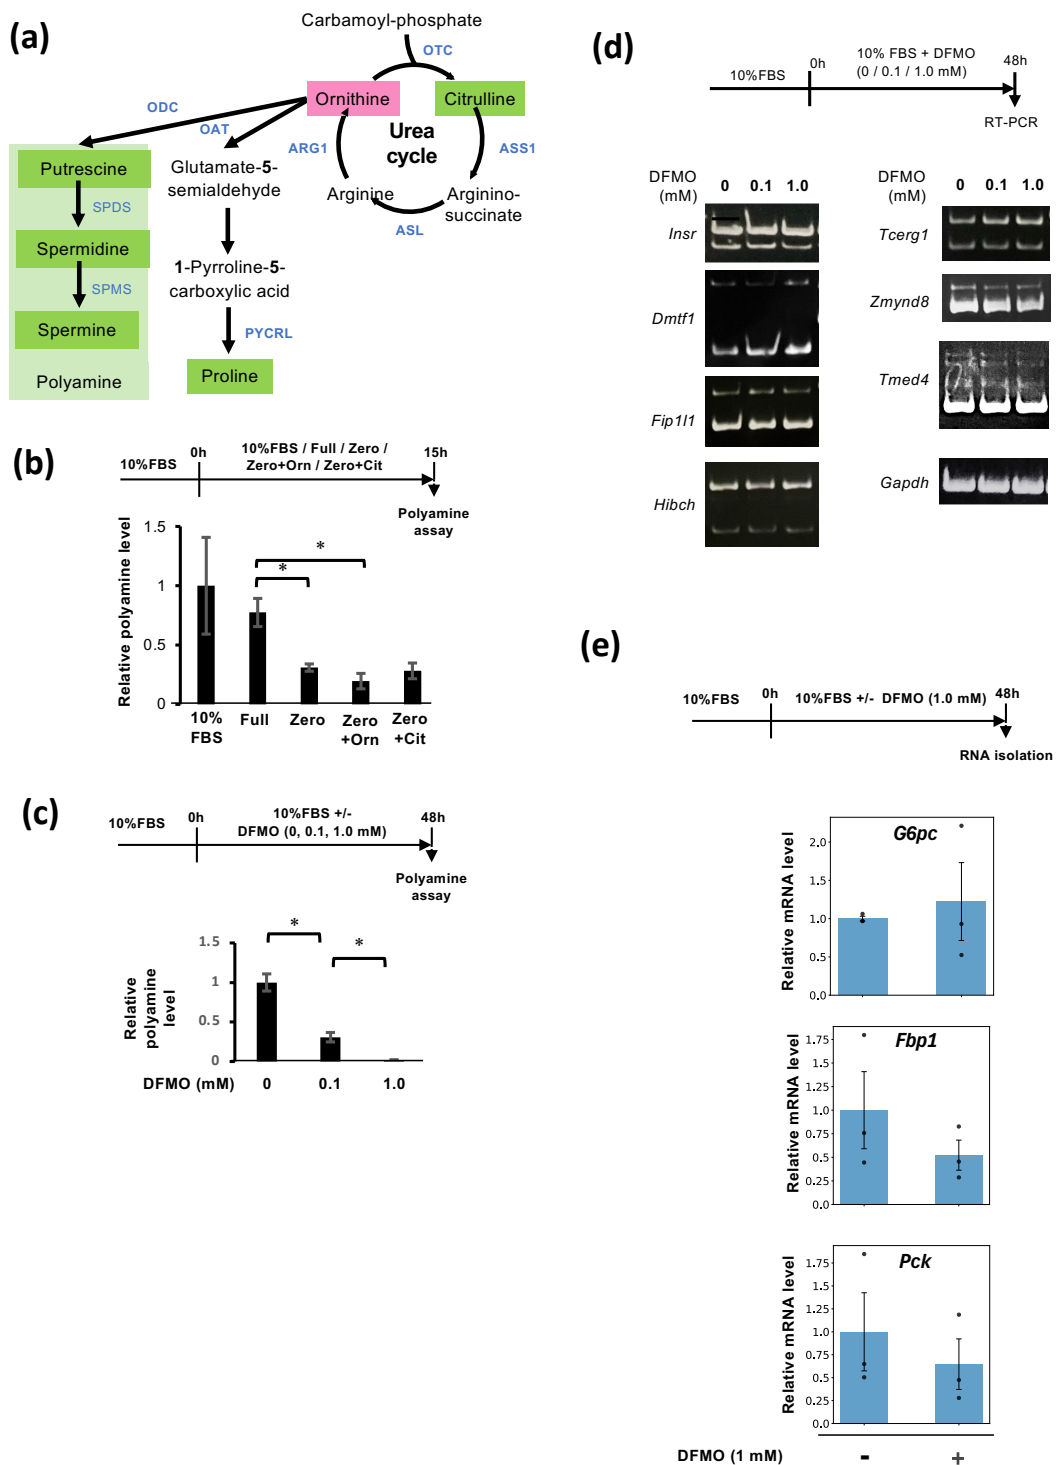 (a)
Carbamoyl-phosphate
OTC
Ornithine
Citrulline
ODC
OAT
Urea
cycle
ARG1
ASS1
Putrescine
Glutamate-5-
semialdehyde
Arginine
Arginino-
succinate
ASL
SPDS
Spermidine
1-Pyrroline-5-
carboxylic acid
SPMS
Spermine
PYCRL
Polyamine
Proline
(b)
10%FBS
0h
10%FBS / Full / Zero /
Zero+Orn / Zero+Cit
15h
Polyamine
assay
Relative polyamine level
1.5
1
0.5
0
*
*
10%
FBS
Full
Zero
Zero
+Orn
Zero
+Cit
(c)
10%FBS
0h
10%FBS +/-
DFMO (0, 0.1, 1.0 mM)
48h
Polyamine
assay
Relative
polyamine
level
1.5
1
0.5
0
*
*
DFMO (mM)
0
0.1
1.0
(d)
10%FBS
0h
10% FBS + DFMO
(0 / 0.1 / 1.0 mM)
48h
RT-PCR
DFMO
(mM)
0
0.1
1.0
Insr
Dmtf1
Fip1l1
Hibch
DFMO
(mM)
0
0.1
1.0
Tcerg1
Zmynd8
Tmed4
Gapdh
(e)
10%FBS
0h
10%FBS +/- DFMO (1.0 mM)
48h
RNA isolation
G6pc
Relative mRNA level
2.0
1.5
1.0
0.5
0.0
Fbp1
Relative mRNA level
1.75
1.5
1.25
1.0
0.75
0.5
0.25
0.0
Pck
Relative mRNA level
1.75
1.5
1.25
1.0
0.75
0.5
0.25
0.0
DFMO (1 mM)
-
+